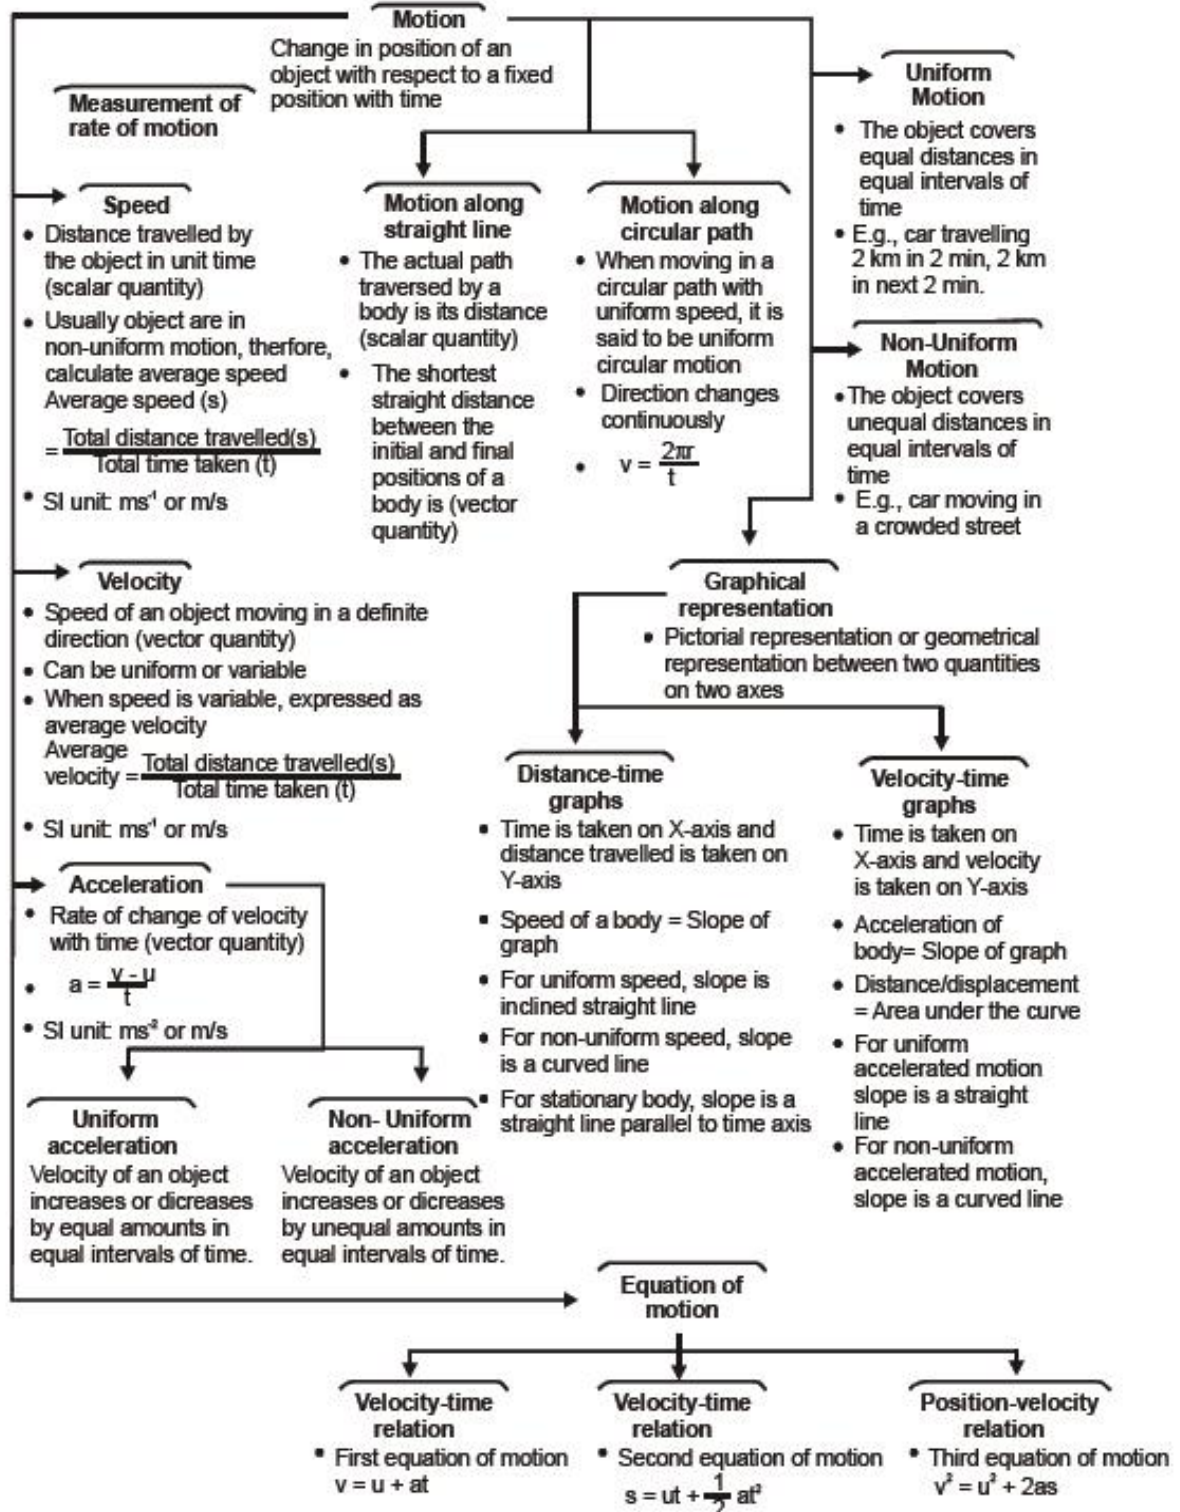 Motion
Change in position of an
object with respect to a fixed
position with time
Measurement of
rate of motion
Speed
• Distance travelled by
the object in unit time
(scalar quantity)
• Usually object are in
non-uniform motion, therfore,
calculate average speed
Average speed (s)
= Total distance travelled(s)
Total time taken (t)
• SI unit: ms⁻¹ or m/s
Motion along
straight line
• The actual path
traversed by a
body is its distance
(scalar quantity)
• The shortest
straight distance
between the
initial and final
positions of a
body is (vector
quantity)
Motion along
circular path
• When moving in a
circular path with
uniform speed, it is
said to be uniform
circular motion
• Direction changes
continuously
• v = 2πr
t
Uniform
Motion
• The object covers
equal distances in
equal intervals of
time
• E.g., car travelling
2 km in 2 min, 2 km
in next 2 min.
Non-Uniform
Motion
• The object covers
unequal distances in
equal intervals of
time
• E.g., car moving in
a crowded street
Velocity
• Speed of an object moving in a definite
direction (vector quantity)
• Can be uniform or variable
• When speed is variable, expressed as
average velocity
Average
velocity = Total distance travelled(s)
Total time taken (t)
• SI unit: ms⁻¹ or m/s
Graphical
representation
• Pictorial representation or geometrical
representation between two quantities
on two axes
Distance-time
graphs
• Time is taken on X-axis and
distance travelled is taken on
Y-axis
• Speed of a body = Slope of
graph
• For uniform speed, slope is
inclined straight line
• For non-uniform speed, slope
is a curved line
• For stationary body, slope is a
straight line parallel to time axis
Velocity-time
graphs
• Time is taken on
X-axis and velocity
is taken on Y-axis
• Acceleration of
body= Slope of graph
• Distance/displacement
= Area under the curve
• For uniform
accelerated motion
slope is a straight
line
• For non-uniform
accelerated motion,
slope is a curved line
Acceleration
• Rate of change of velocity
with time (vector quantity)
• a = v - u
t
• SI unit: ms⁻² or m/s
Uniform
acceleration
Velocity of an object
increases or dicreases
by equal amounts in
equal intervals of time.
Non- Uniform
acceleration
Velocity of an object
increases or dicreases
by unequal amounts in
equal intervals of time.
Equation of
motion
Velocity-time
relation
• First equation of motion
v = u + at
Velocity-time
relation
• Second equation of motion
s = ut + 1/2 at²
Position-velocity
relation
• Third equation of motion
v² = u² + 2as